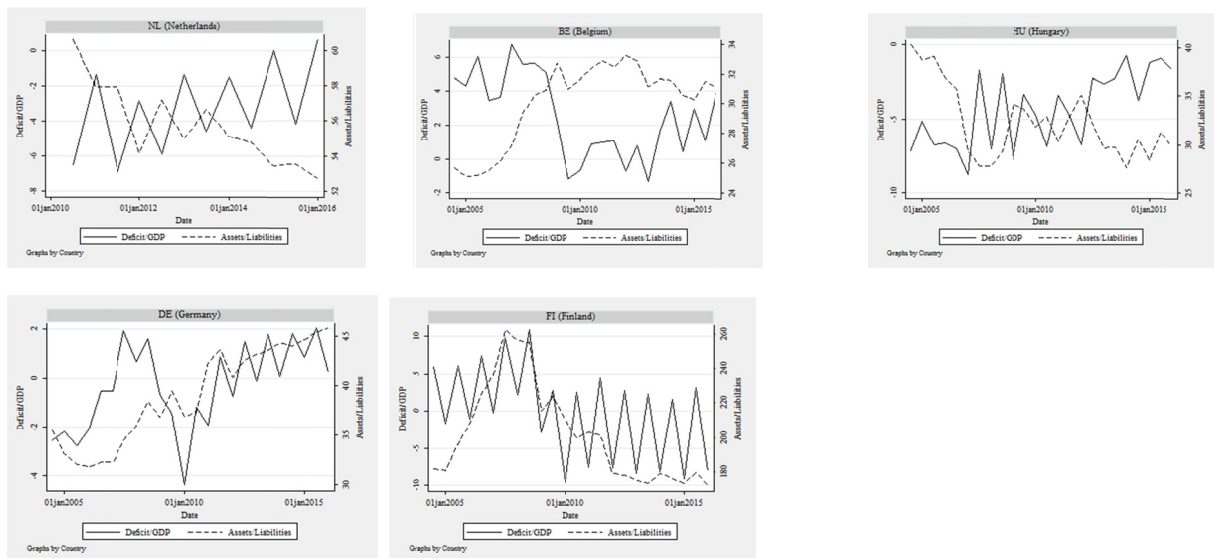 NL (Netherlands)
Deficit/GDP
0
-2
-4
-6
-8
60
58
56
54
52
Assets/Liabilities
01jan2010
01jan2012
01jan2014
01jan2016
Date
Deficit/GDP
Assets/Liabilities
Graphs by Country
BE (Belgium)
Deficit/GDP
6
4
2
0
-2
34
32
30
28
26
24
Assets/Liabilities
01jan2005
01jan2010
01jan2015
Date
Deficit/GDP
Assets/Liabilities
Graphs by Country
HU (Hungary)
Deficit/GDP
0
-5
-10
40
35
30
25
Assets/Liabilities
01jan2005
01jan2010
01jan2015
Date
Deficit/GDP
Assets/Liabilities
Graphs by Country
DE (Germany)
Deficit/GDP
2
0
-2
-4
45
40
35
30
Assets/Liabilities
01jan2005
01jan2010
01jan2015
Date
Deficit/GDP
Assets/Liabilities
Graphs by Country
FI (Finland)
Deficit/GDP
10
5
0
-5
-10
260
240
220
200
180
Assets/Liabilities
01jan2005
01jan2010
01jan2015
Date
Deficit/GDP
Assets/Liabilities
Graphs by Country